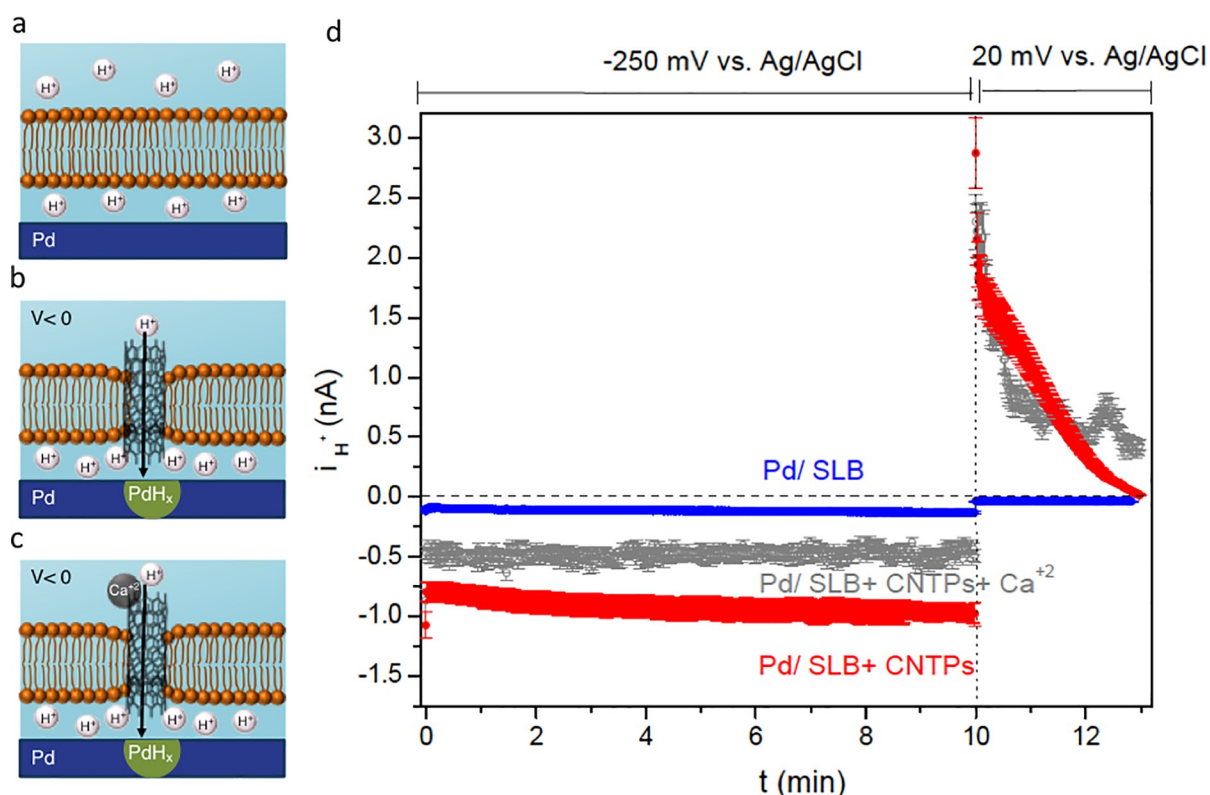 a
H⁺ H⁺ H⁺ H⁺
H⁺ H⁺ H⁺ H⁺
Pd
b
V< 0
H⁺
H⁺ H⁺ H⁺ H⁺ H⁺ H⁺
Pd
PdHₓ
c
V< 0
Ca⁺²
H⁺
H⁺ H⁺ H⁺ H⁺ H⁺ H⁺
Pd
PdHₓ
d
-250 mV vs. Ag/AgCl
20 mV vs. Ag/AgCl
3.0
2.5
2.0
1.5
1.0
0.5
0.0
-0.5
-1.0
-1.5
i H⁺ (nA)
Pd/ SLB
Pd/ SLB+ CNTPs+ Ca⁺²
Pd/ SLB+ CNTPs
0 2 4 6 8 10 12
t (min)